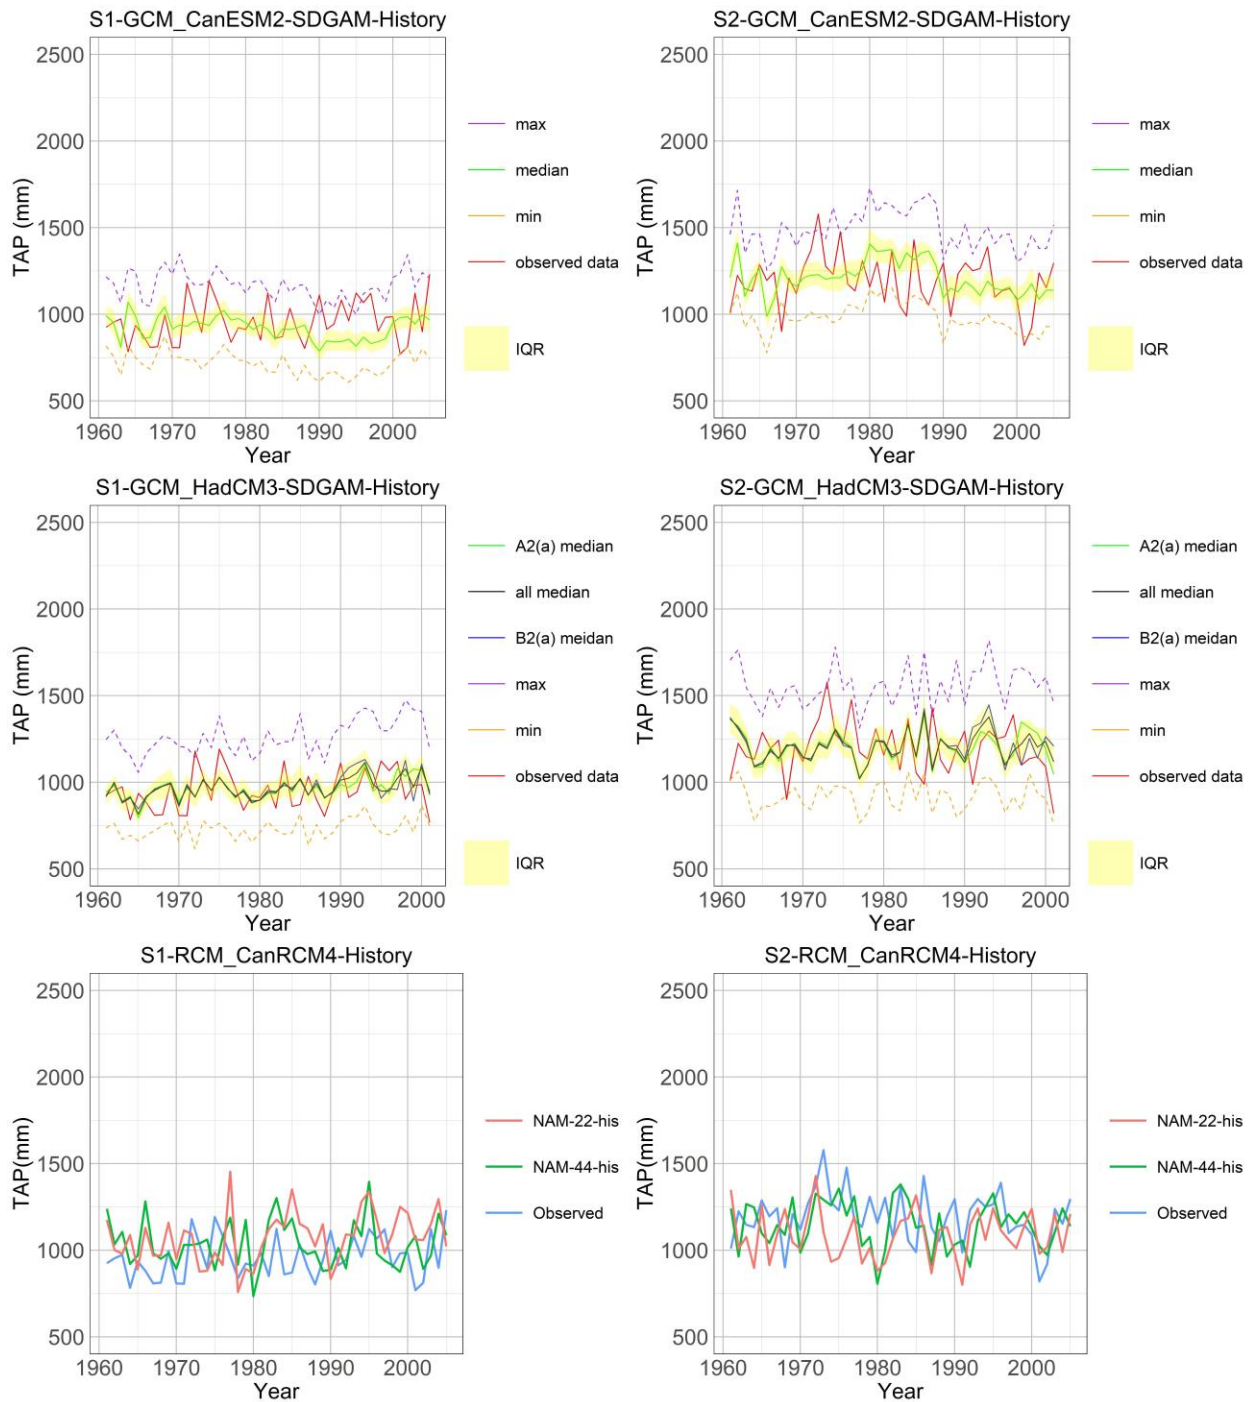 S1-GCM_CanESM2-SDGAM-History
2500
2000
1500
1000
500
TAP (mm)
1960 1970 1980 1990 2000
Year
max
median
min
observed data
IQR
S2-GCM_CanESM2-SDGAM-History
2500
2000
1500
1000
500
TAP (mm)
1960 1970 1980 1990 2000
Year
max
median
min
observed data
IQR
S1-GCM_HadCM3-SDGAM-History
2500
2000
1500
1000
500
TAP (mm)
1960 1970 1980 1990 2000
Year
A2(a) median
all median
B2(a) meidan
max
min
observed data
IQR
S2-GCM_HadCM3-SDGAM-History
2500
2000
1500
1000
500
TAP (mm)
1960 1970 1980 1990 2000
Year
A2(a) median
all median
B2(a) meidan
max
min
observed data
IQR
S1-RCM_CanRCM4-History
2500
2000
1500
1000
500
TAP(mm)
1960 1970 1980 1990 2000
Year
NAM-22-his
NAM-44-his
Observed
S2-RCM_CanRCM4-History
2500
2000
1500
1000
500
TAP(mm)
1960 1970 1980 1990 2000
Year
NAM-22-his
NAM-44-his
Observed